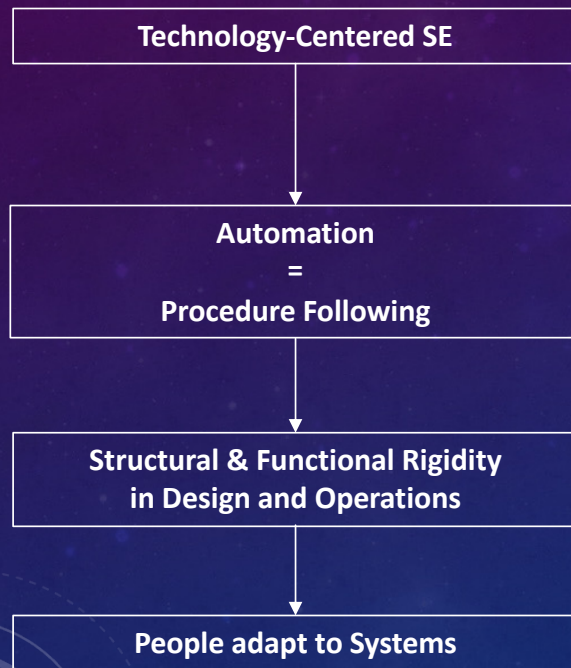 Technology-Centered SE
Automation
=
Procedure Following
Structural & Functional Rigidity
in Design and Operations
People adapt to Systems